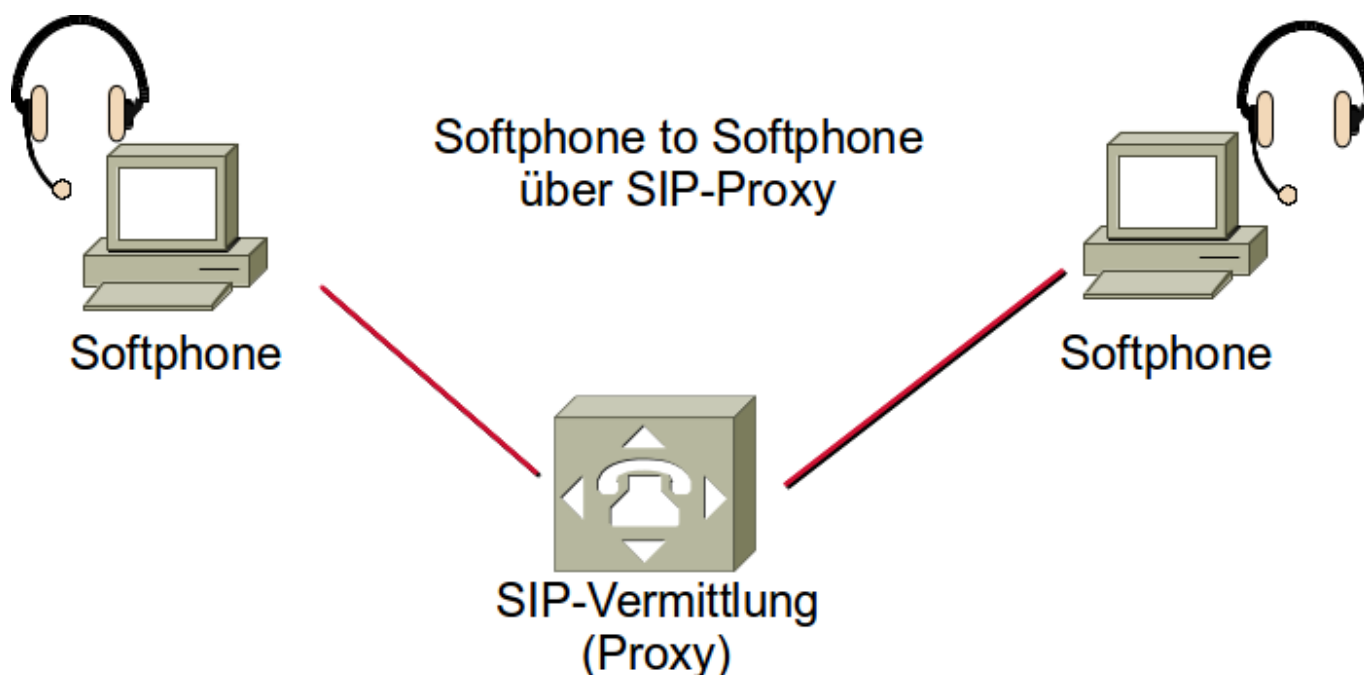 Softphone to Softphone
über SIP-Proxy
Softphone
Softphone
SIP-Vermittlung
(Proxy)